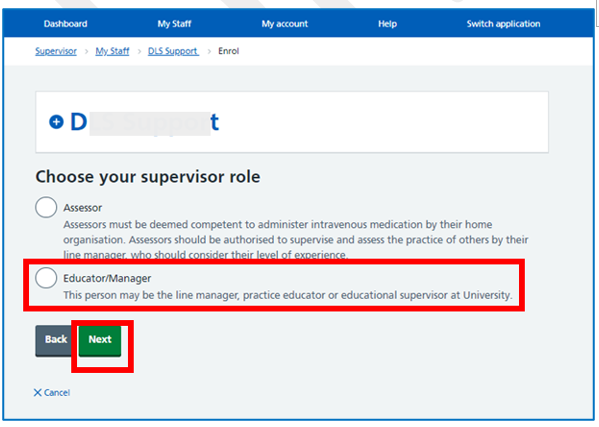 Dashboard My Staff My account Help Switch application
Supervisor > My Staff > DLS Support > Enrol
Choose your supervisor role
Assessor
Assessors must be deemed competent to administer intravenous medication by their home
organisation. Assessors should be authorised to supervise and assess the practice of others by their
line manager, who should consider their level of experience.
Educator/Manager
This person may be the line manager, practice educator or educational supervisor at University.
Back Next
Cancel